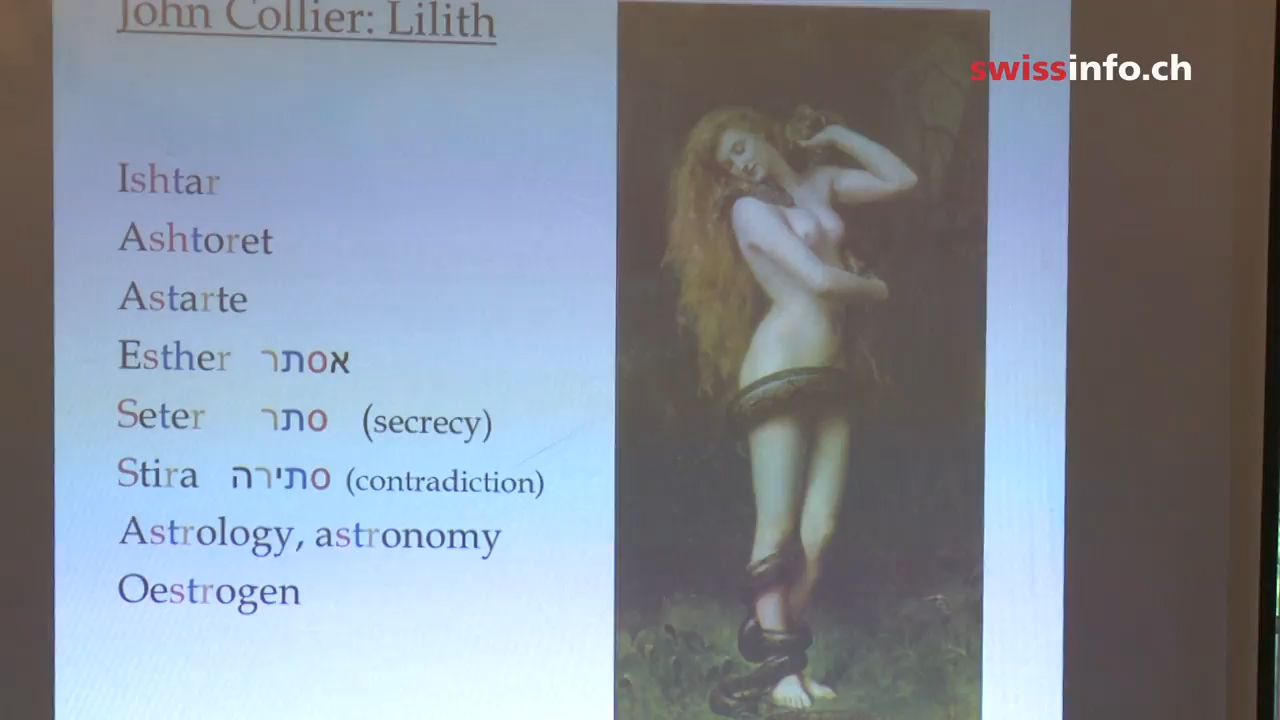 John Collier: Lilith
swissinfo.ch
Ishtar
Ashtoret
Astarte
Esther אסתר
Seter סתר (secrecy)
Stira סתירה (contradiction)
Astrology, astronomy
Oestrogen